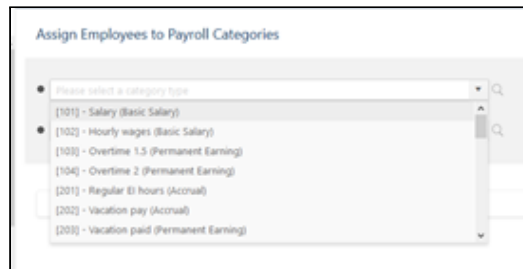 Assign Employees to Payroll Categories
Please select a category type
[101] - Salary (Basic Salary)
[102] - Hourly wages (Basic Salary)
[103] - Overtime 1.5 (Permanent Earning)
[104] - Overtime 2 (Permanent Earning)
[201] - Regular EI hours (Accrual)
[202] - Vacation pay (Accrual)
[203] - Vacation paid (Permanent Earning)